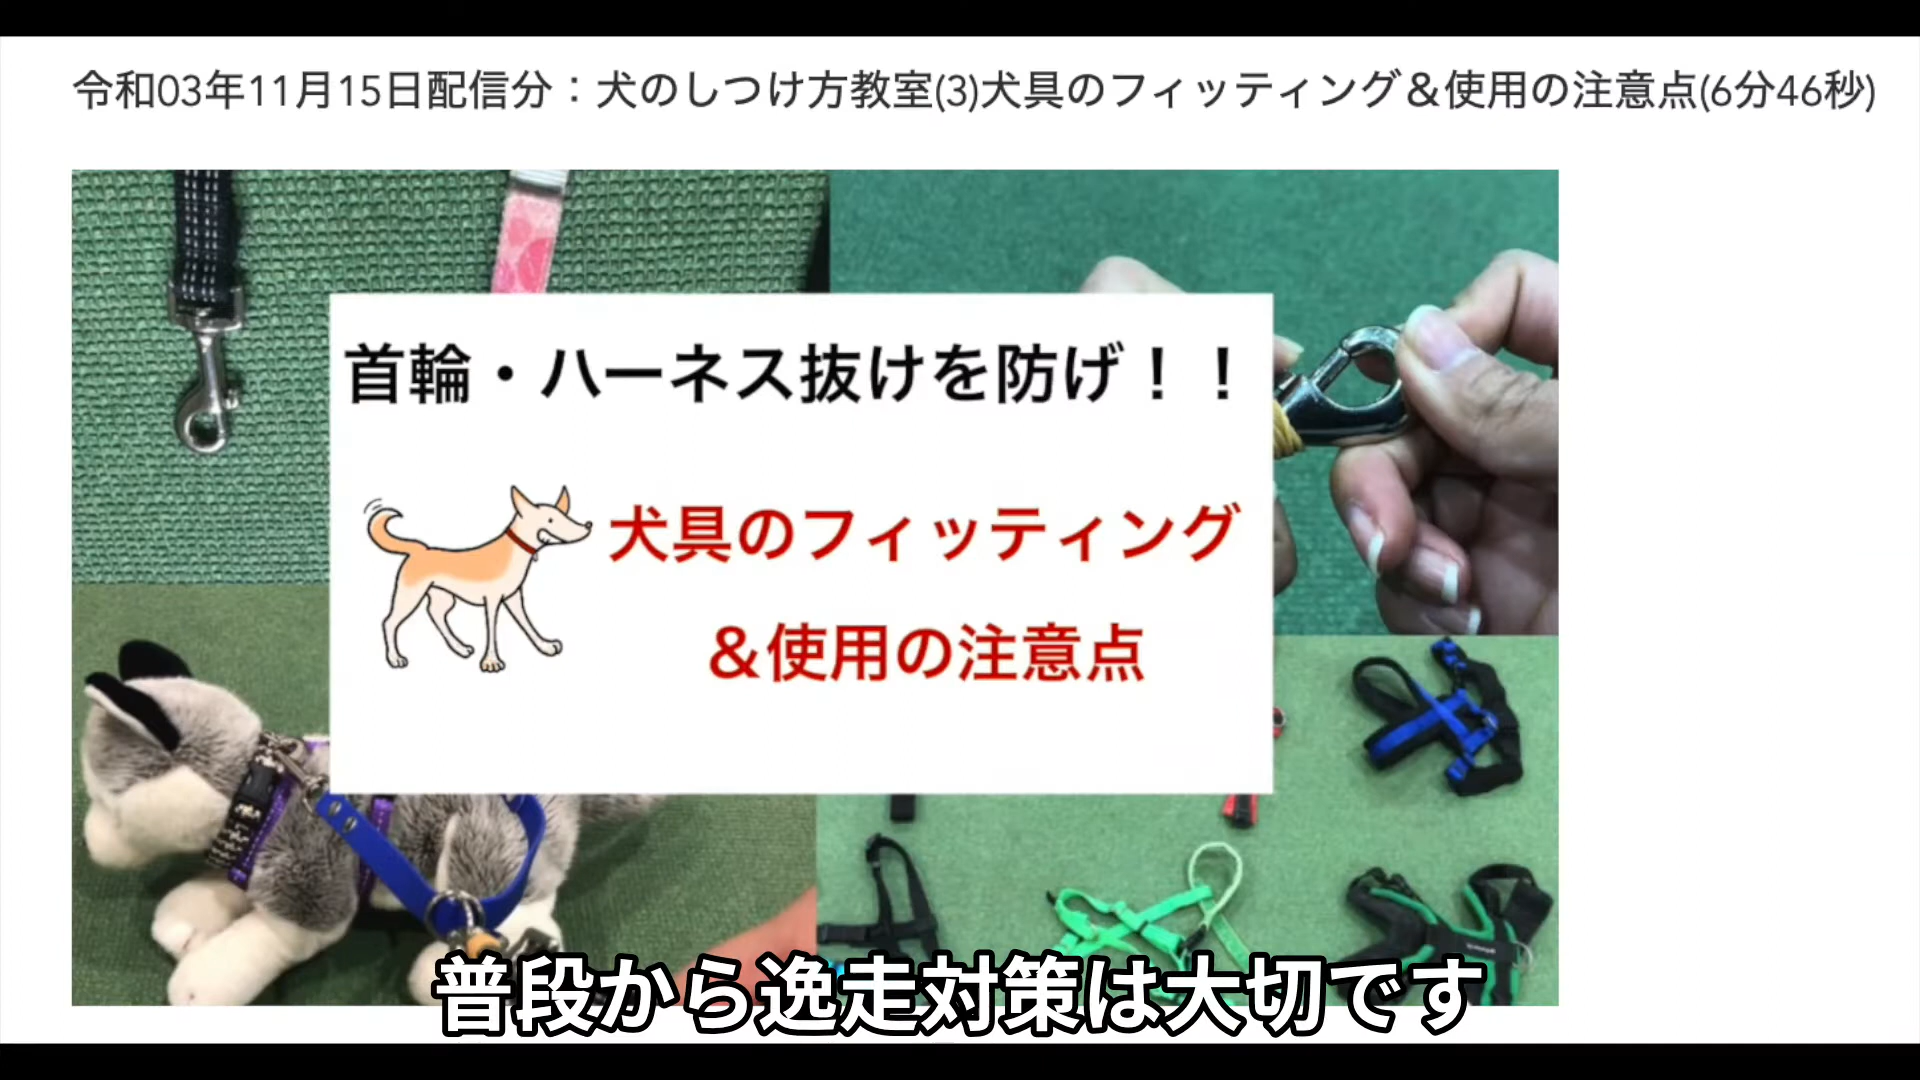 令和03年11月15日配信分：犬のしつけ方教室(3)犬具のフィッティング＆使用の注意点(6分46秒)
首輪・ハーネス抜けを防げ！！
犬具のフィッティング
＆使用の注意点
普段から逸走対策は大切です